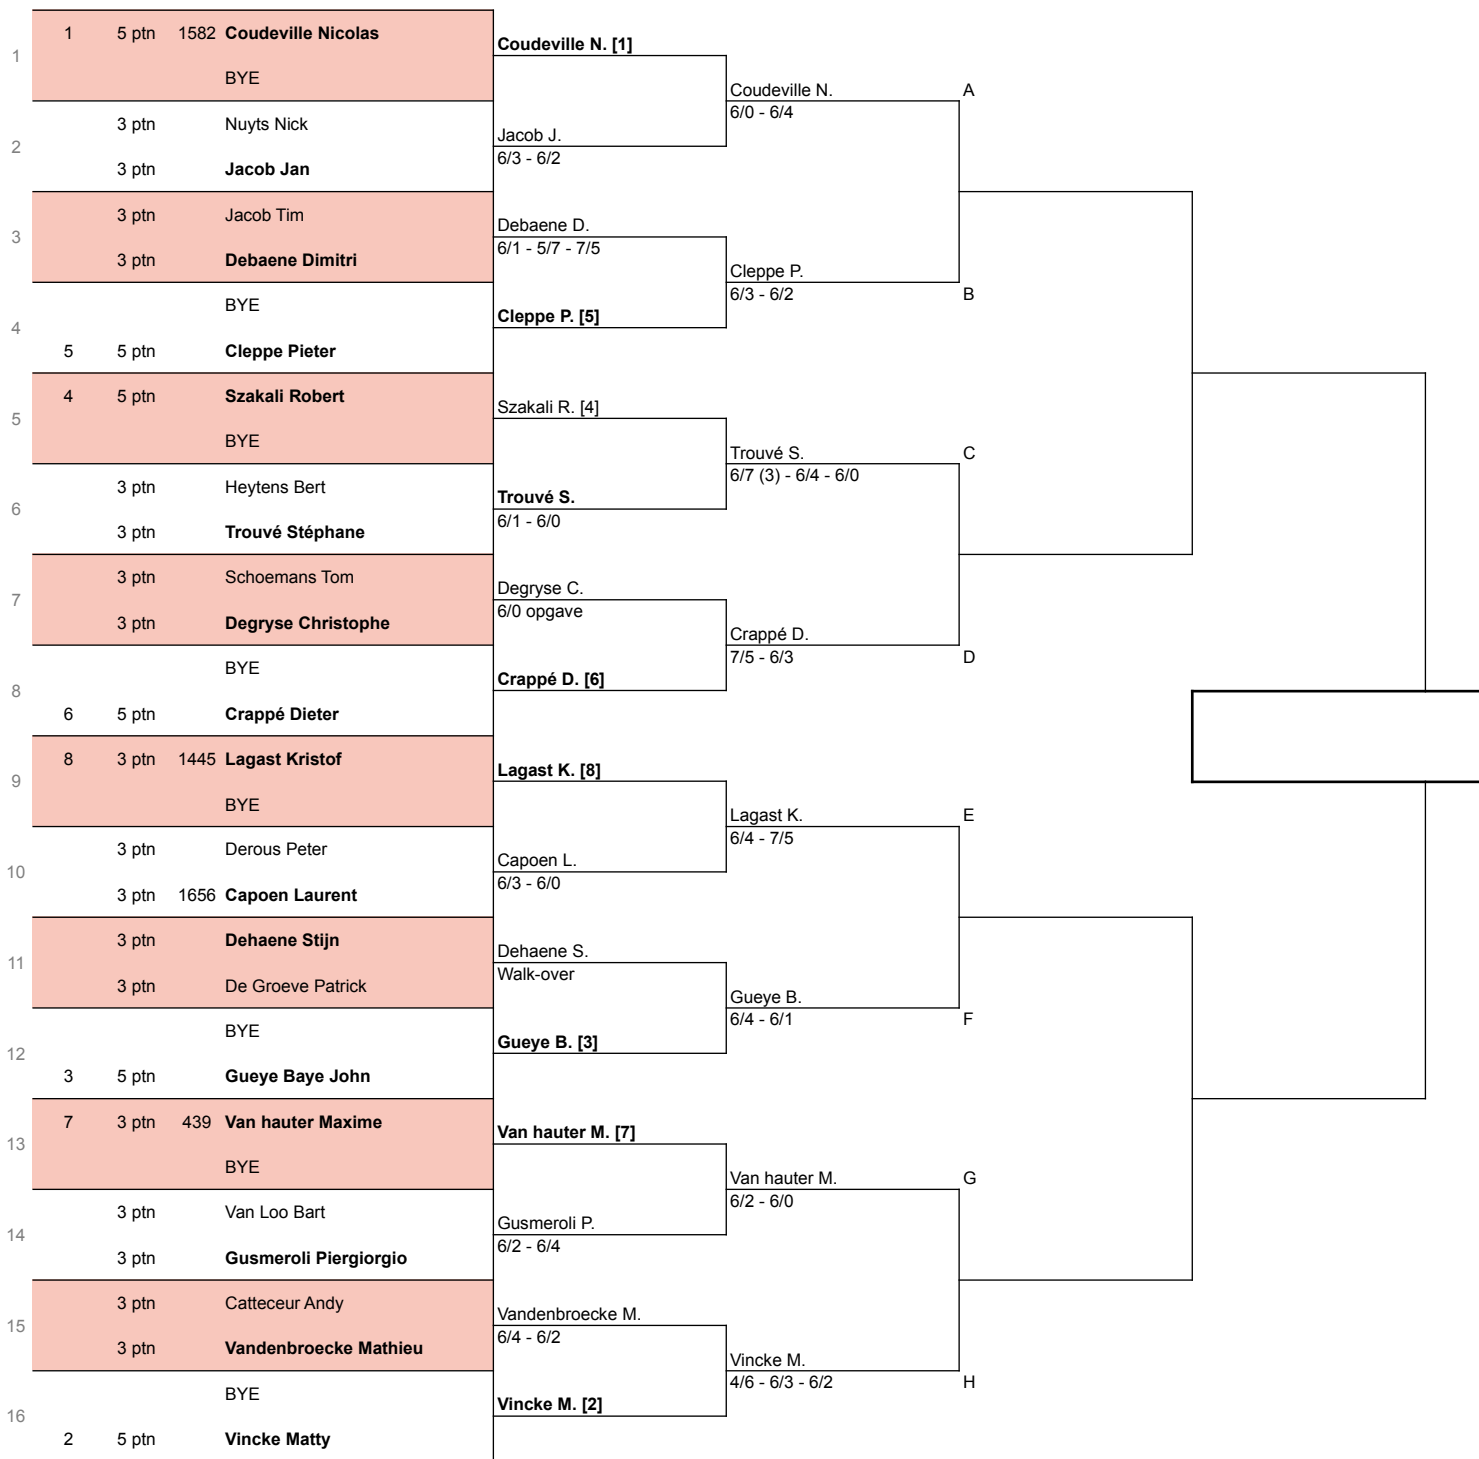 1 5 ptn 1582 Coudeville Nicolas
Coudeville N. [1]
1
BYE
Coudeville N. A
6/0 - 6/4
3 ptn Nuyts Nick
Jacob J.
2
6/3 - 6/2
3 ptn Jacob Jan
3 ptn Jacob Tim
Debaene D.
3
6/1 - 5/7 - 7/5
3 ptn Debaene Dimitri
Cleppe P.
6/3 - 6/2 B
BYE
Cleppe P. [5]
4
5 5 ptn Cleppe Pieter
4 5 ptn Szakali Robert
Szakali R. [4]
5
BYE
Trouvé S. C
6/7 (3) - 6/4 - 6/0
3 ptn Heytens Bert
Trouvé S.
6
6/1 - 6/0
3 ptn Trouvé Stéphane
3 ptn Schoemans Tom
Degryse C.
7
6/0 opgave
3 ptn Degryse Christophe
Crappé D.
7/5 - 6/3 D
BYE
Crappé D. [6]
8
6 5 ptn Crappé Dieter
8 3 ptn 1445 Lagast Kristof
Lagast K. [8]
9
BYE
Lagast K. E
6/4 - 7/5
3 ptn Derous Peter
Capoen L.
10
6/3 - 6/0
3 ptn 1656 Capoen Laurent
3 ptn Dehaene Stijn
Dehaene S.
11
Walk-over
3 ptn De Groeve Patrick
Gueye B.
6/4 - 6/1 F
BYE
Gueye B. [3]
12
3 5 ptn Gueye Baye John
7 3 ptn 439 Van hauter Maxime
Van hauter M. [7]
13
BYE
Van hauter M. G
6/2 - 6/0
3 ptn Van Loo Bart
Gusmeroli P.
14
6/2 - 6/4
3 ptn Gusmeroli Piergiorgio
3 ptn Catteceur Andy
Vandenbroecke M.
15
6/4 - 6/2
3 ptn Vandenbroecke Mathieu
Vincke M.
4/6 - 6/3 - 6/2 H
BYE
Vincke M. [2]
16
2 5 ptn Vincke Matty